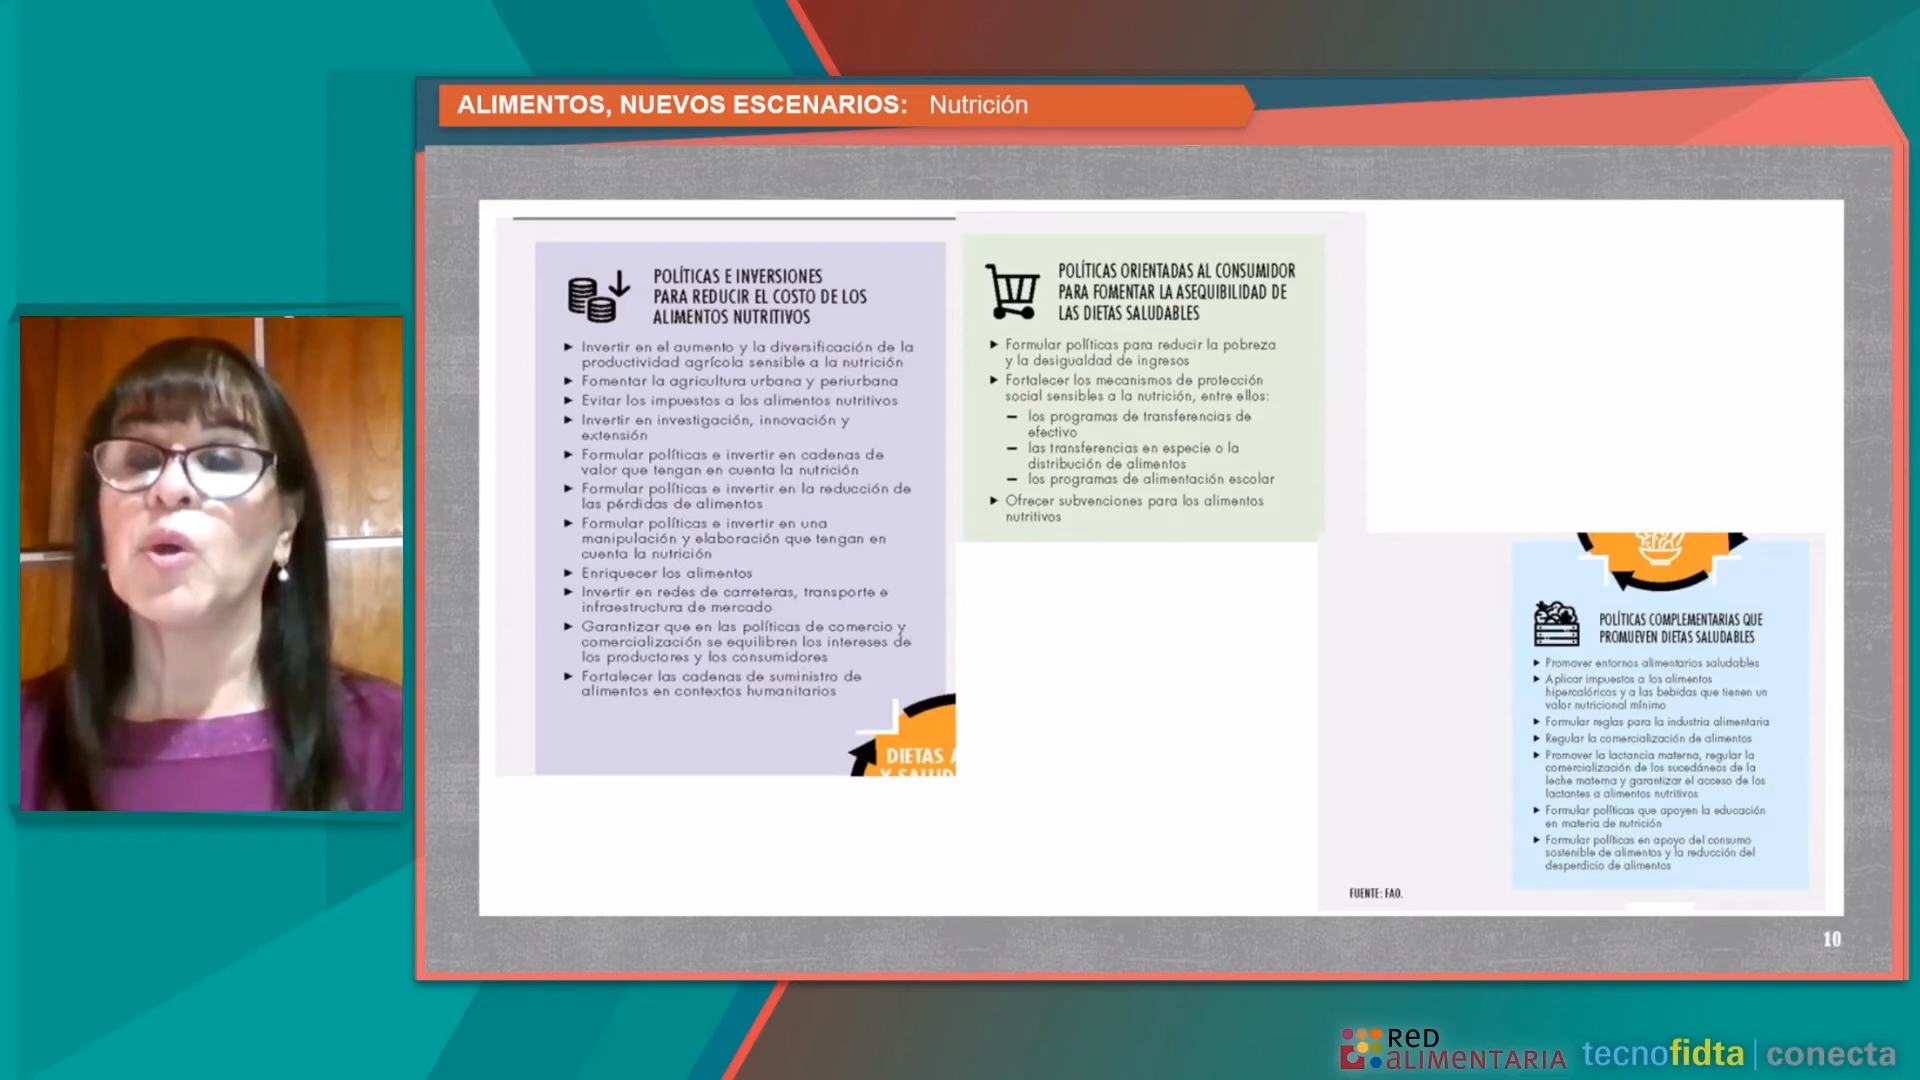 ALIMENTOS, NUEVOS ESCENARIOS: Nutrición
POLÍTICAS E INVERSIONES
PARA REDUCIR EL COSTO DE LOS
ALIMENTOS NUTRITIVOS
Invertir en el aumento y la diversificación de la
productividad agrícola sensible a la nutrición
Fomentar la agricultura urbana y periurbana
Evitar los impuestos a los alimentos nutritivos
Invertir en investigación, innovación y
extensión
Formular políticas e invertir en cadenas de
valor que tengan en cuenta la nutrición
Formular políticas e invertir en la reducción de
las pérdidas de alimentos
Formular políticas e invertir en una
manipulación y elaboración que tengan en
cuenta la nutrición
Enriquecer los alimentos
Invertir en redes de carreteras, transporte e
infraestructura de mercado
Garantizar que en las políticas de comercio y
comercialización se equilibren los intereses de
los productores y los consumidores
Fortalecer las cadenas de suministro de
alimentos en contextos humanitarios
DIETAS A
Y SALUD
POLÍTICAS ORIENTADAS AL CONSUMIDOR
PARA FOMENTAR LA ASEQUIBILIDAD DE
LAS DIETAS SALUDABLES
Formular políticas para reducir la pobreza
y la desigualdad de ingresos
Fortalecer los mecanismos de protección
social sensibles a la nutrición, entre ellos:
– los programas de transferencias de
efectivo
– las transferencias en especie o la
distribución de alimentos
– los programas de alimentación escolar
Ofrecer subvenciones para los alimentos
nutritivos
POLÍTICAS COMPLEMENTARIAS QUE
PROMUEVEN DIETAS SALUDABLES
Promover entornos alimentarios saludables
Aplicar impuestos a los alimentos
hipercalóricos y a las bebidas que tienen un
valor nutricional mínimo
Formular reglas para la industria alimentaria
Regular la comercialización de alimentos
Promover la lactancia materna, regular la
comercialización de los sucedáneos de la
leche materna y garantizar el acceso de los
lactantes a alimentos nutritivos
Formular políticas que apoyen la educación
en materia de nutrición
Formular políticas en apoyo del consumo
sostenible de alimentos y la reducción del
desperdicio de alimentos
FUENTE: FAO.
10
ReD
aLIMeNTaRIA
tecnofidta | conecta